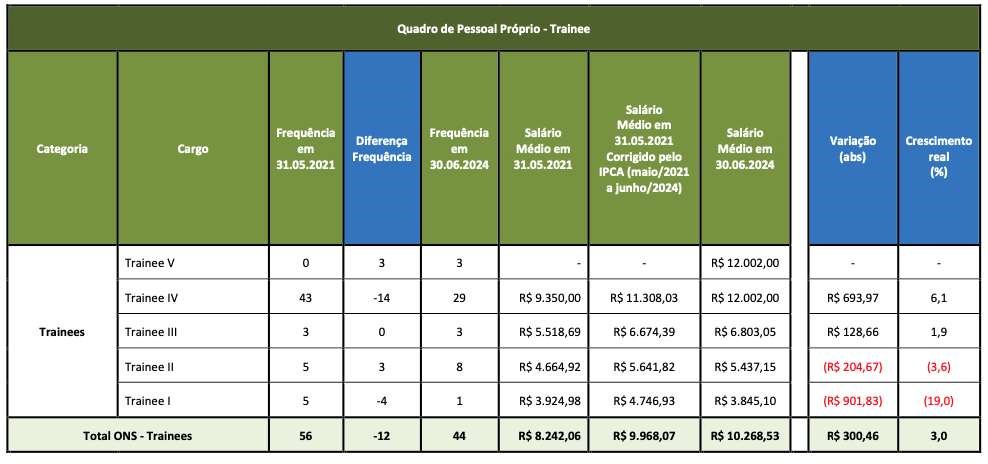 Quadro de Pessoal Próprio - Trainee
Categoria | Cargo | Frequência em 31.05.2021 | Diferença Frequência | Frequência em 30.06.2024 | Salário Médio em 31.05.2021 | Salário Médio em 31.05.2021 Corrigido pelo IPCA (maio/2021 a junho/2024) | Salário Médio em 30.06.2024 | Variação (abs) | Crescimento real (%)
Trainees
Trainee V | 0 | 3 | 3 | - | - | R$ 12.002,00 | - | -
Trainee IV | 43 | -14 | 29 | R$ 9.350,00 | R$ 11.308,03 | R$ 12.002,00 | R$ 693,97 | 6,1
Trainee III | 3 | 0 | 3 | R$ 5.518,69 | R$ 6.674,39 | R$ 6.803,05 | R$ 128,66 | 1,9
Trainee II | 5 | 3 | 8 | R$ 4.664,92 | R$ 5.641,82 | R$ 5.437,15 | (R$ 204,67) | (3,6)
Trainee I | 5 | -4 | 1 | R$ 3.924,98 | R$ 4.746,93 | R$ 3.845,10 | (R$ 901,83) | (19,0)
Total ONS - Trainees | 56 | -12 | 44 | R$ 8.242,06 | R$ 9.968,07 | R$ 10.268,53 | R$ 300,46 | 3,0